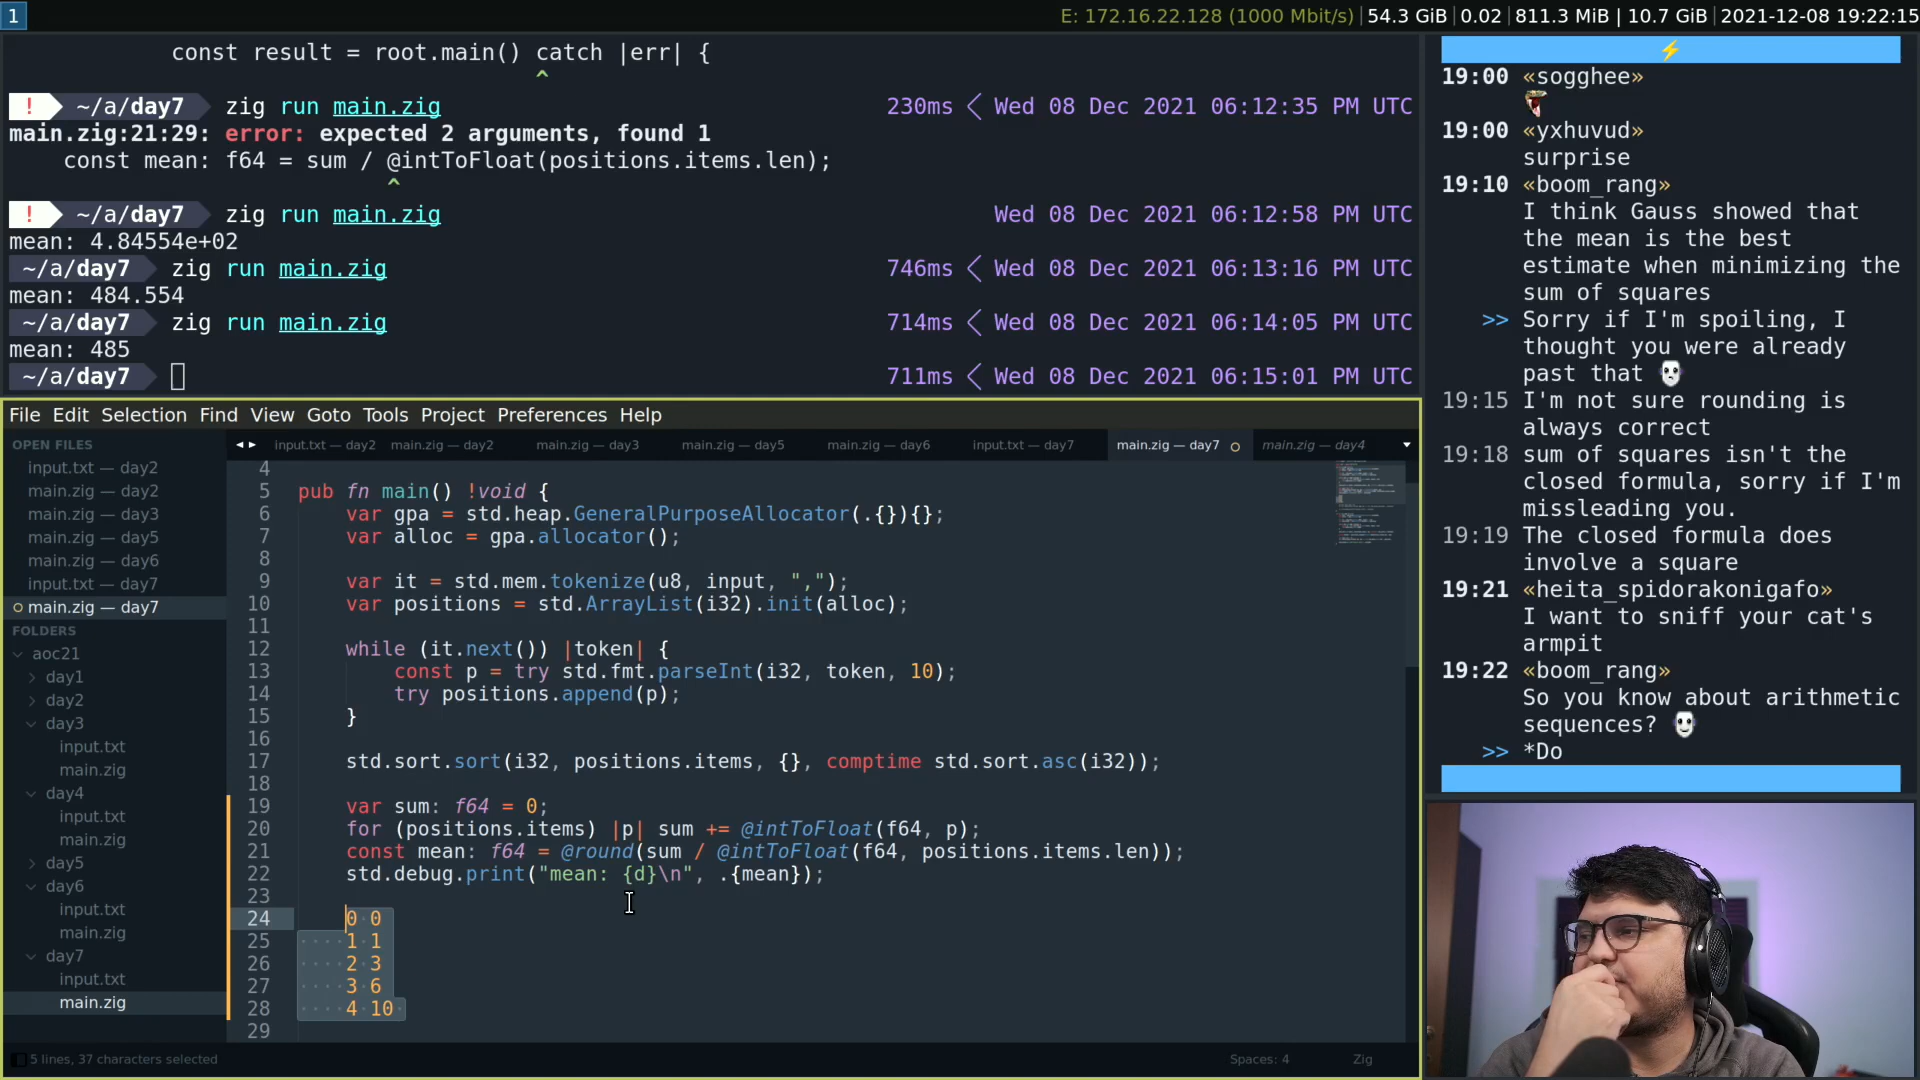 1
E: 172.16.22.128 (1000 Mbit/s)|54.3 GiB|0.02|811.3 MiB | 10.7 GiB|2021-12-08 19:22:15
const result = root.main() catch |err| {
^
! ~/a/day7 zig run main.zig 230ms < Wed 08 Dec 2021 06:12:35 PM UTC
main.zig:21:29: error: expected 2 arguments, found 1
const mean: f64 = sum / @intToFloat(positions.items.len);
^
! ~/a/day7 zig run main.zig Wed 08 Dec 2021 06:12:58 PM UTC
mean: 4.84554e+02
~/a/day7 zig run main.zig 746ms < Wed 08 Dec 2021 06:13:16 PM UTC
mean: 484.554
~/a/day7 zig run main.zig 714ms < Wed 08 Dec 2021 06:14:05 PM UTC
mean: 485
~/a/day7 711ms < Wed 08 Dec 2021 06:15:01 PM UTC
File Edit Selection Find View Goto Tools Project Preferences Help
OPEN FILES
input.txt — day2
main.zig — day2
main.zig — day3
main.zig — day5
main.zig — day6
input.txt — day7
main.zig — day7
FOLDERS
aoc21
day1
day2
day3
input.txt
main.zig
day4
input.txt
main.zig
day5
day6
input.txt
main.zig
day7
input.txt
main.zig
input.txt — day2 main.zig — day2 main.zig — day3 main.zig — day5 main.zig — day6 input.txt — day7 main.zig — day7 main.zig — day4
4
5 pub fn main() !void {
6 var gpa = std.heap.GeneralPurposeAllocator(.{}){};
7 var alloc = gpa.allocator();
8
9 var it = std.mem.tokenize(u8, input, ",");
10 var positions = std.ArrayList(i32).init(alloc);
11
12 while (it.next()) |token| {
13 const p = try std.fmt.parseInt(i32, token, 10);
14 try positions.append(p);
15 }
16
17 std.sort.sort(i32, positions.items, {}, comptime std.sort.asc(i32));
18
19 var sum: f64 = 0;
20 for (positions.items) |p| sum += @intToFloat(f64, p);
21 const mean: f64 = @round(sum / @intToFloat(f64, positions.items.len));
22 std.debug.print("mean: {d}\n", .{mean});
23
24 0 0
25 1 1
26 2 3
27 3 6
28 4 10
29
5 lines, 37 characters selected
Spaces: 4 Zig
19:00 «sogghee»
19:00 «yxhuvud»
surprise
19:10 «boom_rang»
I think Gauss showed that
the mean is the best
estimate when minimizing the
sum of squares
>> Sorry if I'm spoiling, I
thought you were already
past that
19:15 I'm not sure rounding is
always correct
19:18 sum of squares isn't the
closed formula, sorry if I'm
missleading you.
19:19 The closed formula does
involve a square
19:21 «heita_spidorakonigafo»
I want to sniff your cat's
armpit
19:22 «boom_rang»
So you know about arithmetic
sequences?
>> *Do